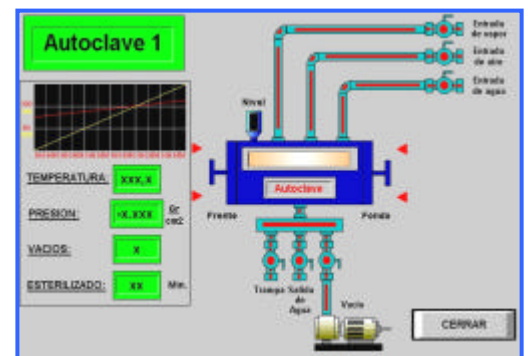 Autoclave 1
Entrada
de vapor
Entrada
de aire
Entrada
de agua
Nivel
TEMPERATURA:
xxx,x
PRESION:
-x.xxx
Gr
cm2
VACIOS:
x
ESTERILIZADO:
xx
Min.
Autoclave
Frente
Fondo
Trampa
Salida
de
Agua
Vacio
CERRAR